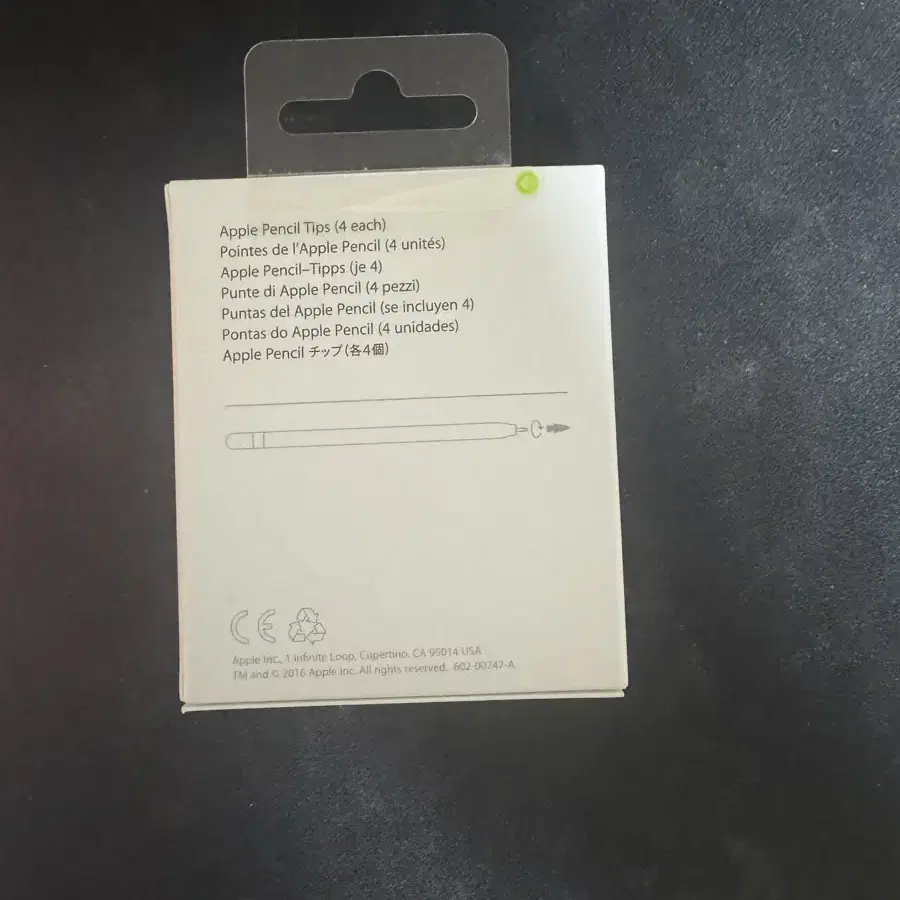 Apple Pencil Tips (4 each)
Pointes de l'Apple Pencil (4 unités)
Apple Pencil–Tipps (je 4)
Punte di Apple Pencil (4 pezzi)
Puntas del Apple Pencil (se incluyen 4)
Pontas do Apple Pencil (4 unidades)
Apple Pencil チップ (各4個)
CE
Apple Inc., 1 Infinite Loop, Cupertino, CA 95014 USA
TM and © 2016 Apple Inc. All rights reserved. 602-00747-A